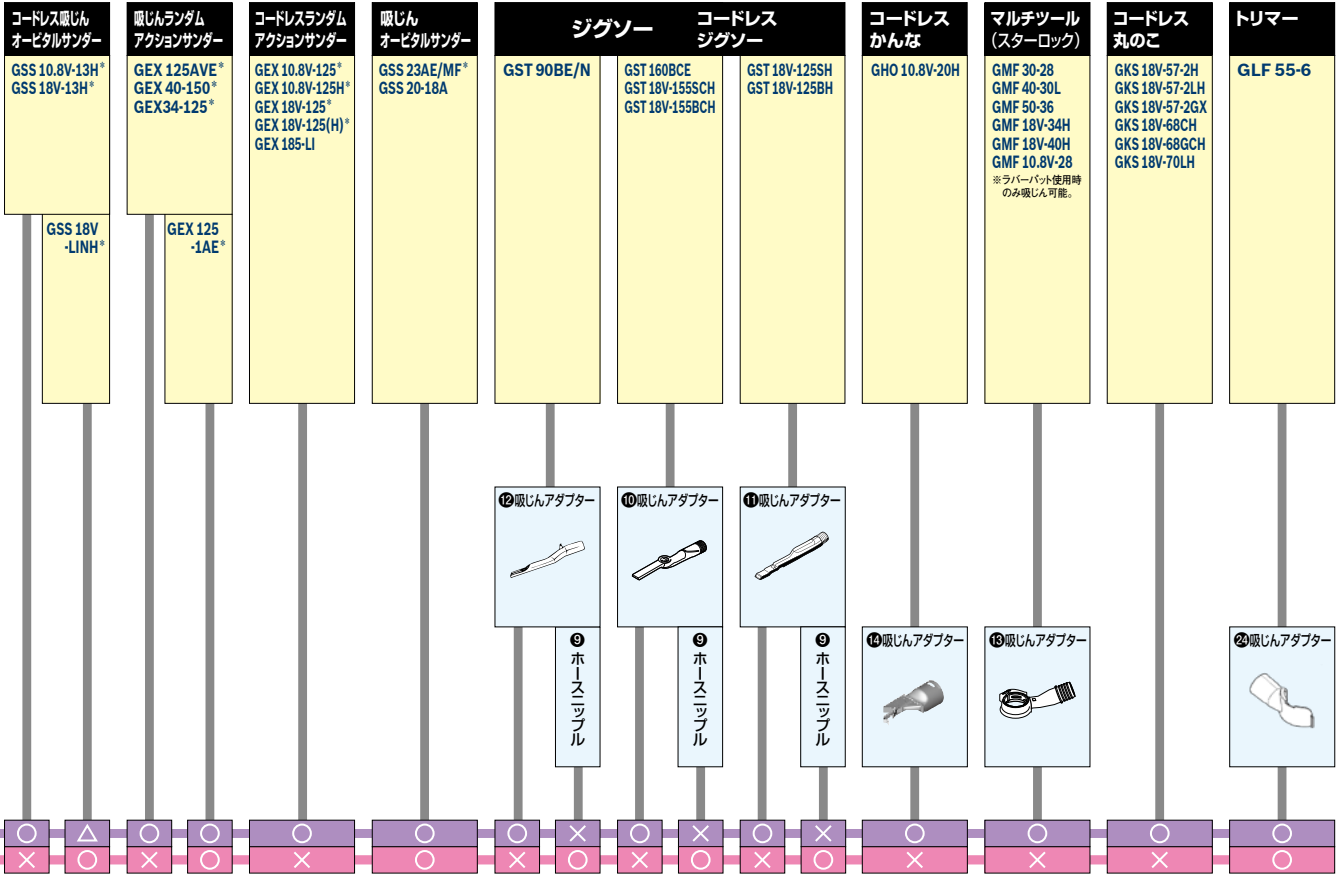 コードレス吸じん
オービタルサンダー
GSS 10.8V-13H*
GSS 18V-13H*
GSS 18V
-LINH*
吸じんランダム
アクションサンダー
GEX 125AVE*
GEX 40-150*
GEX34-125*
GEX 125
-1AE*
コードレスランダム
アクションサンダー
GEX 10.8V-125*
GEX 10.8V-125H*
GEX 18V-125*
GEX 18V-125(H)*
GEX 185-LI
吸じん
オービタルサンダー
GSS 23AE/MF*
GSS 20-18A
ジグソー
コードレス
ジグソー
GST 90BE/N
GST 160BCE
GST 18V-155SCH
GST 18V-155BCH
GST 18V-125SH
GST 18V-125BH
コードレス
かんな
GHO 10.8V-20H
マルチツール
(スターロック)
GMF 30-28
GMF 40-30L
GMF 50-36
GMF 18V-34H
GMF 18V-40H
GMF 10.8V-28
※ラバーパット使用時
のみ吸じん可能。
コードレス
丸のこ
GKS 18V-57-2H
GKS 18V-57-2LH
GKS 18V-57-2GX
GKS 18V-68CH
GKS 18V-68GCH
GKS 18V-70LH
トリマー
GLF 55-6
⓬吸じんアダプター
❿吸じんアダプター
⓫吸じんアダプター
❾ホースニップル
❾ホースニップル
❾ホースニップル
⓮吸じんアダプター
⓭吸じんアダプター
㉔吸じんアダプター
○ △ ○ ○ ○ ○ ○ × ○ × ○ × ○ ○ ○ ○
× ○ × ○ × ○ × ○ × ○ × ○ × × × ○